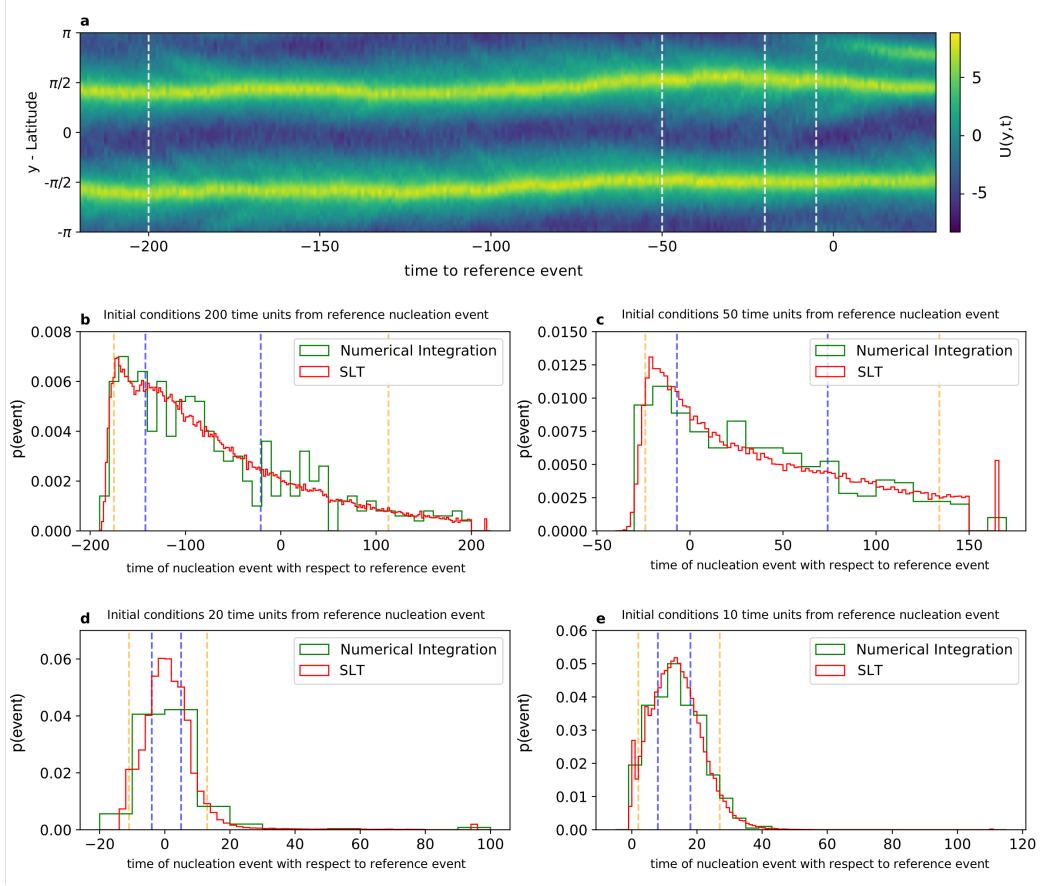 a
π
π/2
0
-π/2
-π
y - Latitude
−200
−150
−100
−50
0
time to reference event
5
0
-5
U(y,t)
b
Initial conditions 200 time units from reference nucleation event
0.008
0.006
0.004
0.002
0.000
p(event)
Numerical Integration
SLT
−200
−100
0
100
200
time of nucleation event with respect to reference event
c
Initial conditions 50 time units from reference nucleation event
0.0150
0.0125
0.0100
0.0075
0.0050
0.0025
0.0000
p(event)
Numerical Integration
SLT
−50
0
50
100
150
time of nucleation event with respect to reference event
d
Initial conditions 20 time units from reference nucleation event
0.06
0.04
0.02
0.00
p(event)
Numerical Integration
SLT
−20
0
20
40
60
80
100
time of nucleation event with respect to reference event
e
Initial conditions 10 time units from reference nucleation event
0.06
0.05
0.04
0.03
0.02
0.01
0.00
p(event)
Numerical Integration
SLT
0
20
40
60
80
100
120
time of nucleation event with respect to reference event